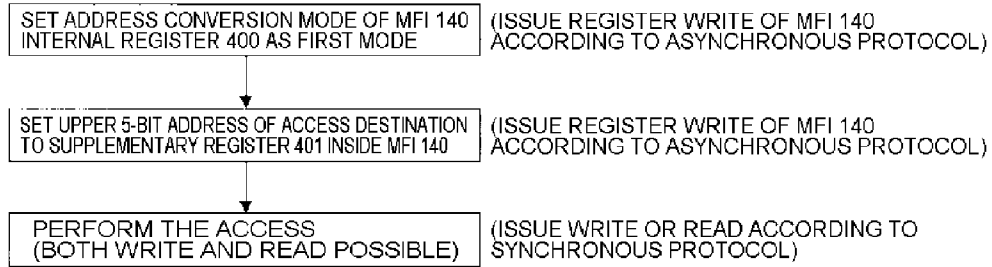 SET ADDRESS CONVERSION MODE OF MFI 140
INTERNAL REGISTER 400 AS FIRST MODE
(ISSUE REGISTER WRITE OF MFI 140
ACCORDING TO ASYNCHRONOUS PROTOCOL)
SET UPPER 5-BIT ADDRESS OF ACCESS DESTINATION
TO SUPPLEMENTARY REGISTER 401 INSIDE MFI 140
(ISSUE REGISTER WRITE OF MFI 140
ACCORDING TO ASYNCHRONOUS PROTOCOL)
PERFORM THE ACCESS
(BOTH WRITE AND READ POSSIBLE)
(ISSUE WRITE OR READ ACCORDING TO
SYNCHRONOUS PROTOCOL)